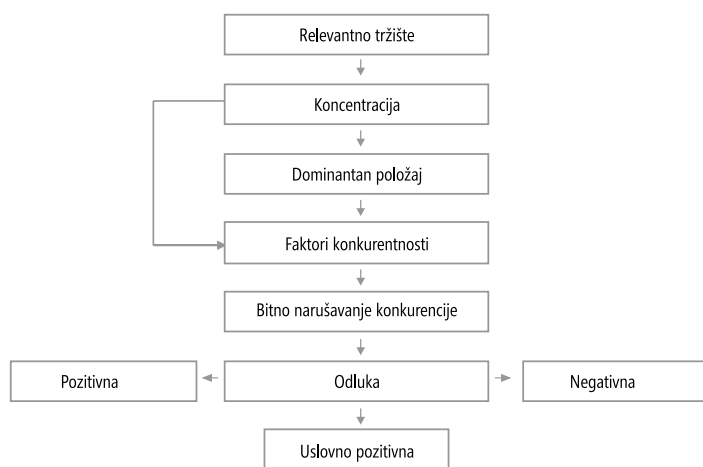 Relevantno tržište
Koncentracija
Dominantan položaj
Faktori konkurentnosti
Bitno narušavanje konkurencije
Pozitivna
Odluka
Negativna
Uslovno pozitivna